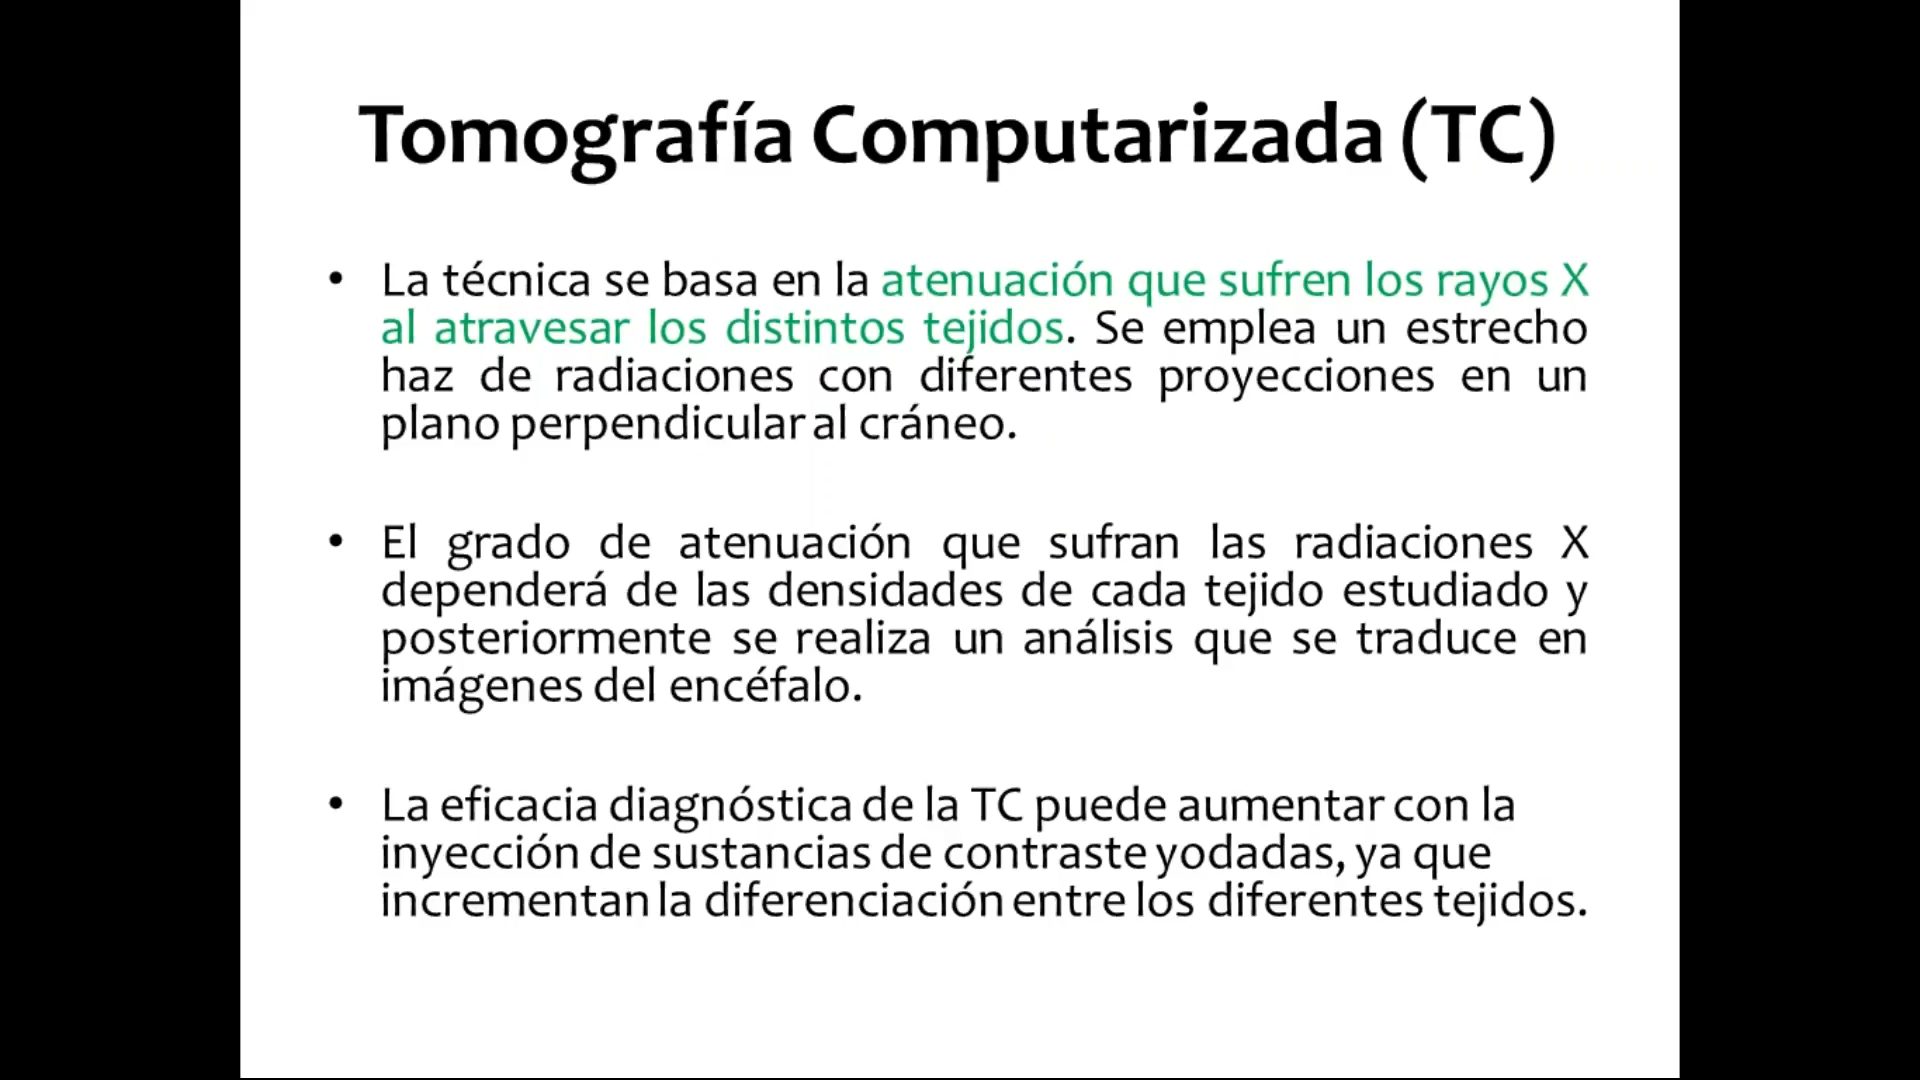 Tomografía Computarizada (TC)
• La técnica se basa en la atenuación que sufren los rayos X
al atravesar los distintos tejidos. Se emplea un estrecho
haz de radiaciones con diferentes proyecciones en un
plano perpendicular al cráneo.
• El grado de atenuación que sufran las radiaciones X
dependerá de las densidades de cada tejido estudiado y
posteriormente se realiza un análisis que se traduce en
imágenes del encéfalo.
• La eficacia diagnóstica de la TC puede aumentar con la
inyección de sustancias de contraste yodadas, ya que
incrementan la diferenciación entre los diferentes tejidos.